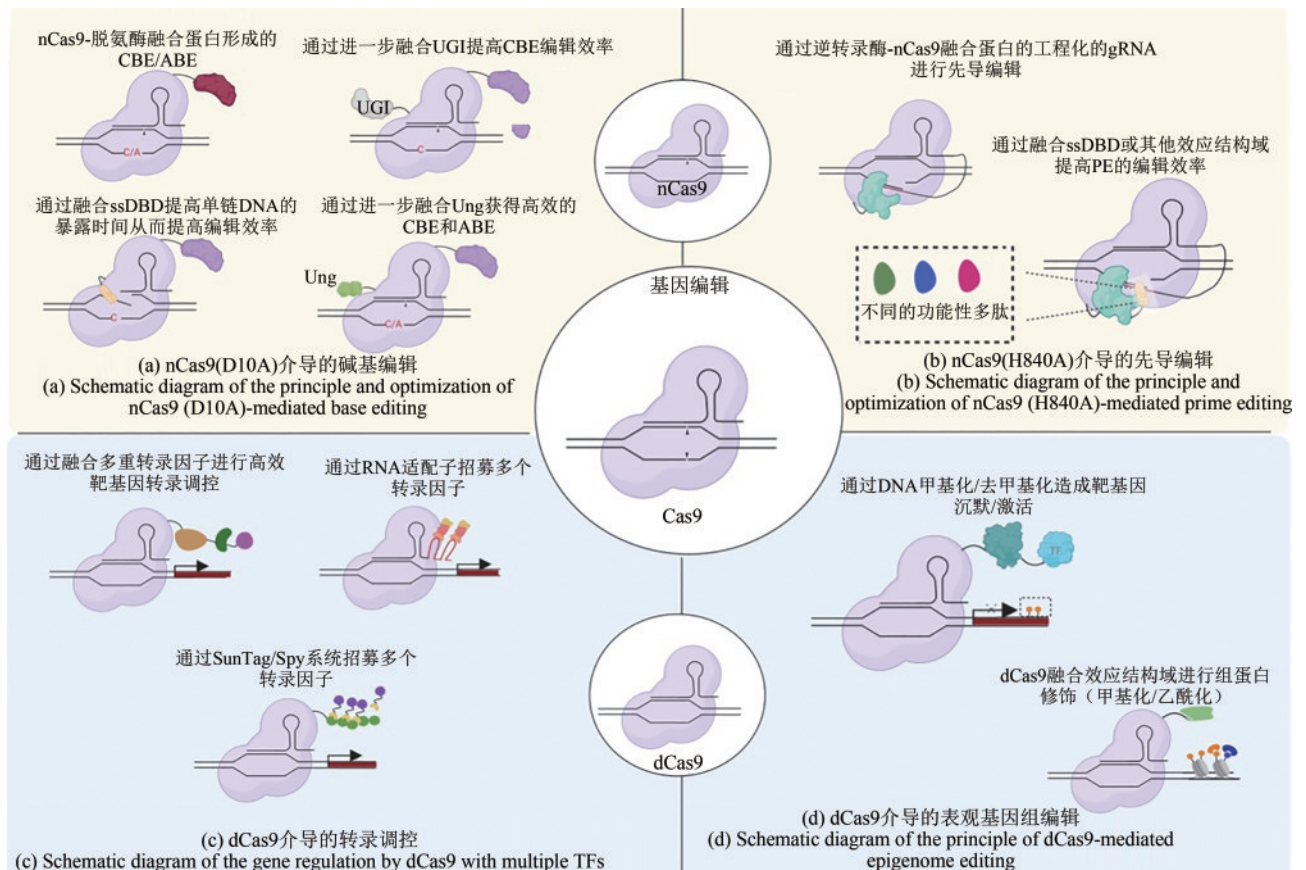 nCas9-脱氨酶融合蛋白形成的
CBE/ABE
C/A
通过进一步融合UGI提高CBE编辑效率
UGI
C
通过融合ssDBD提高单链DNA的
暴露时间从而提高编辑效率
C
通过进一步融合Ung获得高效的
CBE和ABE
Ung
C/A
(a) nCas9(D10A)介导的碱基编辑
(a) Schematic diagram of the principle and optimization of
nCas9 (D10A)-mediated base editing
nCas9
基因编辑
Cas9
dCas9
通过逆转录酶-nCas9融合蛋白的工程化的gRNA
进行先导编辑
通过融合ssDBD或其他效应结构域
提高PE的编辑效率
不同的功能性多肽
(b) nCas9(H840A)介导的先导编辑
(b) Schematic diagram of the principle and
optimization of nCas9 (H840A)-mediated prime editing
通过融合多重转录因子进行高效
靶基因转录调控
通过RNA适配子招募多个
转录因子
通过SunTag/Spy系统招募多个
转录因子
(c) dCas9介导的转录调控
(c) Schematic diagram of the gene regulation by dCas9 with multiple TFs
通过DNA甲基化/去甲基化造成靶基因
沉默/激活
TF
dCas9融合效应结构域进行组蛋白
修饰（甲基化/乙酰化）
(d) dCas9介导的表观基因组编辑
(d) Schematic diagram of the principle of dCas9-mediated
epigenome editing